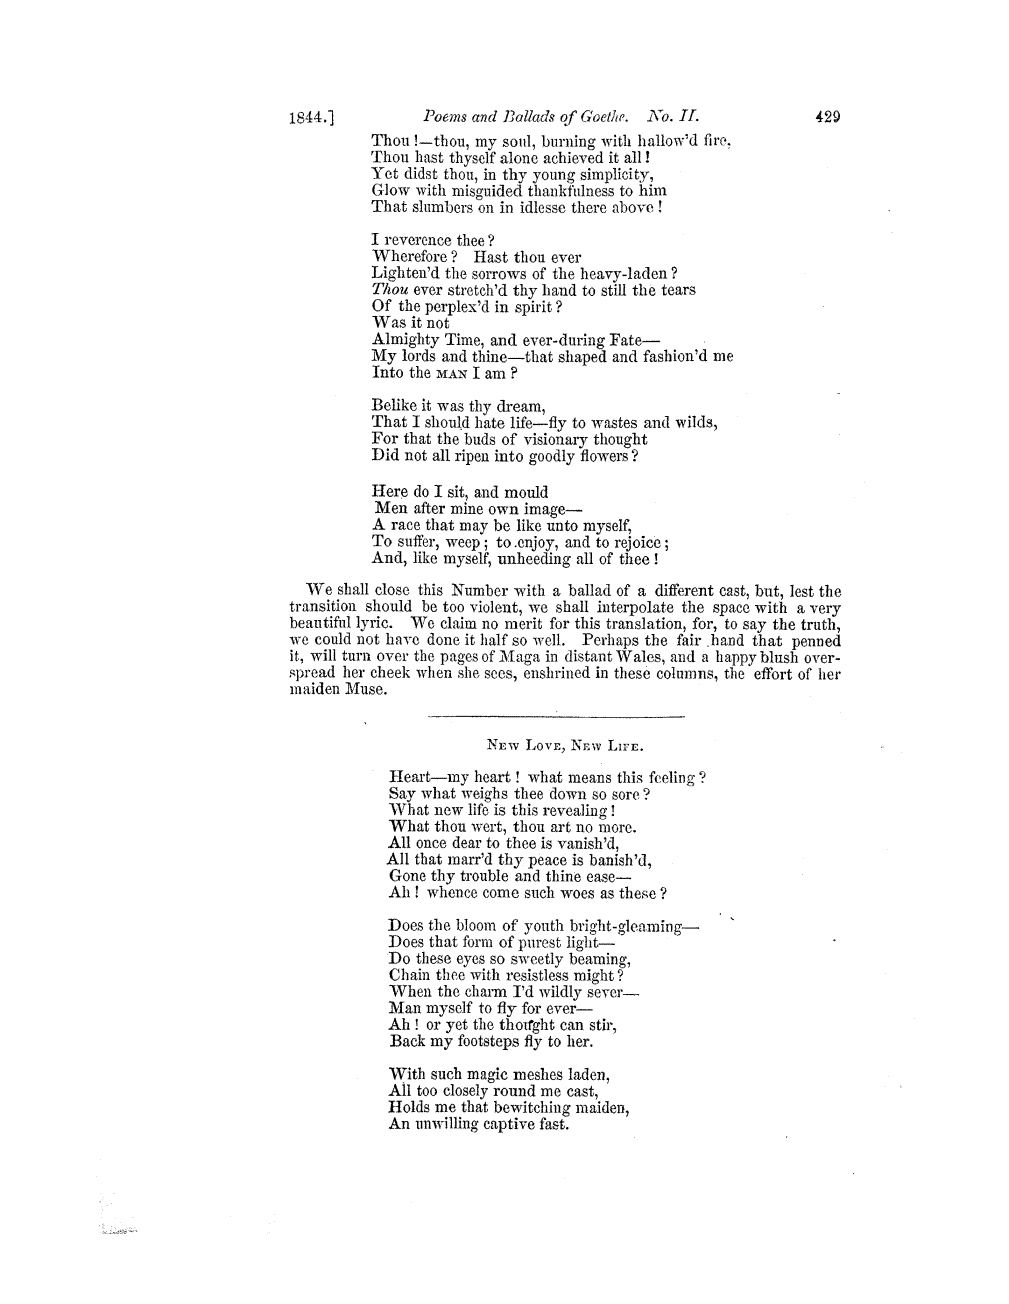 1844.] Poems and Ballads of Goethe. No. II. 429
Thou !—thou, my soul, burning with hallow'd fire,
Thou hast thyself alone achieved it all !
Yet didst thou, in thy young simplicity,
Glow with misguided thankfulness to him
That slumbers on in idlesse there above !
I reverence thee ?
Wherefore ? Hast thou ever
Lighten'd the sorrows of the heavy-laden ?
Thou ever stretch'd thy hand to still the tears
Of the perplex'd in spirit ?
Was it not
Almighty Time, and ever-during Fate—
My lords and thine—that shaped and fashion'd me
Into the MAN I am ?
Belike it was thy dream,
That I should hate life—fly to wastes and wilds,
For that the buds of visionary thought
Did not all ripen into goodly flowers ?
Here do I sit, and mould
Men after mine own image—
A race that may be like unto myself,
To suffer, weep ; to enjoy, and to rejoice ;
And, like myself, unheeding all of thee !
We shall close this Number with a ballad of a different cast, but, lest the
transition should be too violent, we shall interpolate the space with a very
beautiful lyric. We claim no merit for this translation, for, to say the truth,
we could not have done it half so well. Perhaps the fair hand that penned
it, will turn over the pages of Maga in distant Wales, and a happy blush over-
spread her cheek when she sees, enshrined in these columns, the effort of her
maiden Muse.
NEW LOVE, NEW LIFE.
Heart—my heart ! what means this feeling ?
Say what weighs thee down so sore ?
What new life is this revealing !
What thou wert, thou art no more.
All once dear to thee is vanish'd,
All that marr'd thy peace is banish'd,
Gone thy trouble and thine ease—
Ah ! whence come such woes as these ?
Does the bloom of youth bright-gleaming—
Does that form of purest light—
Do these eyes so sweetly beaming,
Chain thee with resistless might ?
When the charm I'd wildly sever—
Man myself to fly for ever—
Ah ! or yet the thought can stir,
Back my footsteps fly to her.
With such magic meshes laden,
All too closely round me cast,
Holds me that bewitching maiden,
An unwilling captive fast.